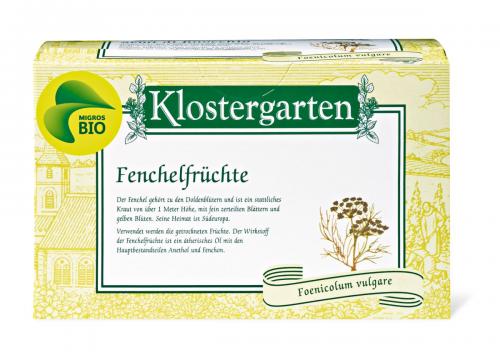 Foenicolum vulgare
MIGROS
BIO
Klostergarten
Fenchelfrüchte
Der Fenchel gehört zu den Doldenblüzern und ist ein stattliches
Kraut von über 1 Meter Höhe, mit fein zerteilten Blättern und
gelben Blüten. Seine Heimat ist Südeuropa.
Verwendet werden die getrockneten Früchte. Der Wirkstoff
der Fenchelfrüchte ist ein ätherisches Öl mit den
Hauptbestandteilen Anethol und Fenchon.
Foenicolum vulgare